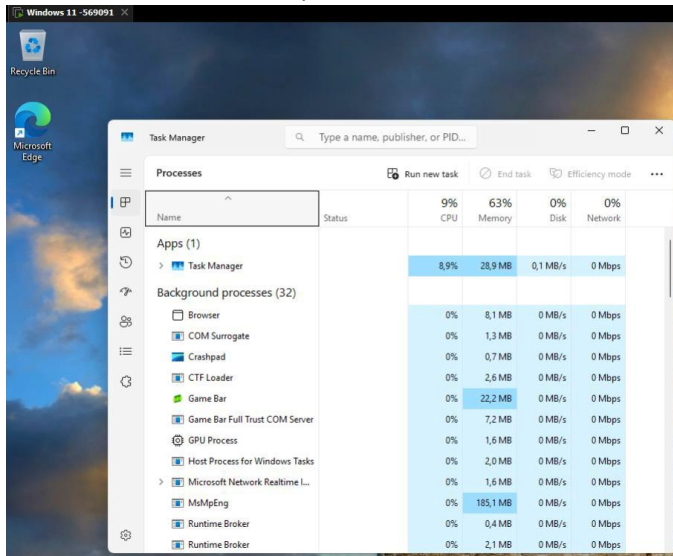 Windows 11 -569091
Recycle Bin
Microsoft
Edge
Task Manager
Type a name, publisher, or PID...
Processes
Run new task
End task
Efficiency mode
9% 63% 0% 0%
Name Status CPU Memory Disk Network
Apps (1)
Task Manager 8,9% 28,9 MB 0,1 MB/s 0 Mbps
Background processes (32)
Browser 0% 8,1 MB 0 MB/s 0 Mbps
COM Surrogate 0% 1,3 MB 0 MB/s 0 Mbps
Crashpad 0% 0,7 MB 0 MB/s 0 Mbps
CTF Loader 0% 2,6 MB 0 MB/s 0 Mbps
Game Bar 0% 22,2 MB 0 MB/s 0 Mbps
Game Bar Full Trust COM Server 0% 7,2 MB 0 MB/s 0 Mbps
GPU Process 0% 1,6 MB 0 MB/s 0 Mbps
Host Process for Windows Tasks 0% 2,0 MB 0 MB/s 0 Mbps
Microsoft Network Realtime I... 0% 1,6 MB 0 MB/s 0 Mbps
MsMpEng 0% 185,1 MB 0 MB/s 0 Mbps
Runtime Broker 0% 0,4 MB 0 MB/s 0 Mbps
Runtime Broker 0% 2,1 MB 0 MB/s 0 Mbps